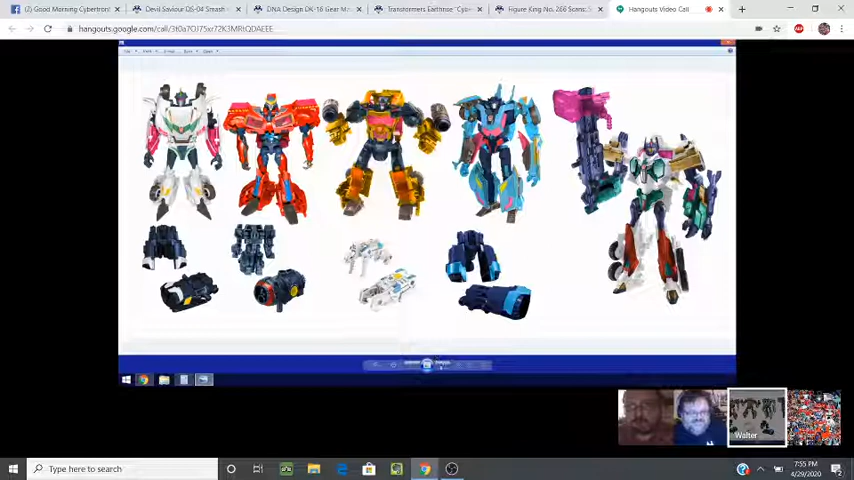 (2) Good Morning Cybertron!
Devil Saviour DS-04 Smash
DNA Design DK-16 Gear M
Transformers Earthrise "Cybe
Figure King No. 266 Scans: S
Hangouts Video Call
hangouts.google.com/call/
Walter
Type here to search
7:55 PM
4/29/2020